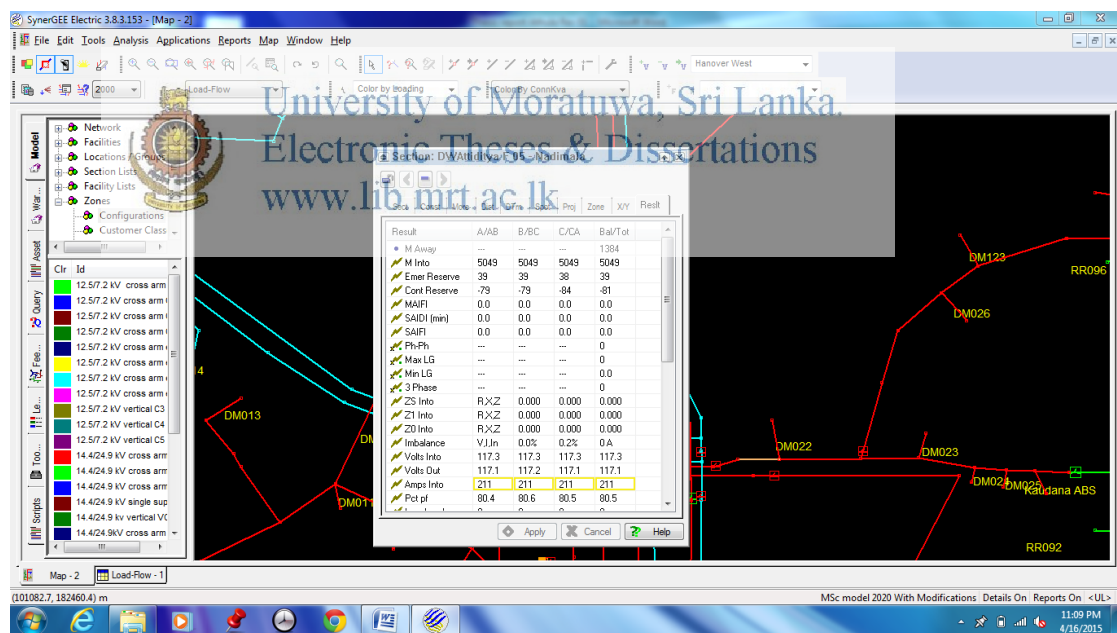 SynerGEE Electric 3.8.3.153 - [Map - 2]
File Edit Tools Analysis Applications Reports Map Window Help
Hanover West
2000 Load-Flow Color by Loading Color By ConnKva
University of Moratuwa, Sri Lanka.
Electronic Theses & Dissertations
www.lib.mrt.ac.lk
Model
War...
Asset
Query
Fee...
Le...
Too...
Scripts
Network
Facilities
Locations / Groups
Section Lists
Facility Lists
Zones
Configurations
Customer Class
Clr Id
12.5/7.2 kV cross arm
12.5/7.2 kV cross arm
12.5/7.2 kV cross arm
12.5/7.2 kV cross arm
12.5/7.2 kV cross arm
12.5/7.2 kV cross arm
12.5/7.2 kV cross arm
12.5/7.2 kV cross arm
12.5/7.2 kV vertical C3
12.5/7.2 kV vertical C4
12.5/7.2 kV vertical C5
14.4/24.9 kV cross arm
14.4/24.9 kV cross arm
14.4/24.9 kV cross arm
14.4/24.9 kV single sup
14.4/24.9 kv vertical VC
14.4/24.9kV cross arm
Section: DWAttiditya/F 05 - Nadimala
Proj Zone X/Y Reslt
Result A/AB B/BC C/CA Bal/Tot
M Away --- --- --- 1384
M Into 5049 5049 5049 5049
Emer Reserve 39 39 38 39
Cont Reserve -79 -79 -84 -81
MAIFI 0.0 0.0 0.0 0.0
SAIDI (min) 0.0 0.0 0.0 0.0
SAIFI 0.0 0.0 0.0 0.0
Ph-Ph --- --- --- 0
Max LG --- --- --- 0
Min LG --- --- --- 0.0
3 Phase --- --- --- 0
ZS Into R,X,Z 0.000 0.000 0.000
Z1 Into R,X,Z 0.000 0.000 0.000
Z0 Into R,X,Z 0.000 0.000 0.000
Imbalance V,I,In 0.0% 0.2% 0 A
Volts Into 117.3 117.3 117.3 117.3
Volts Out 117.1 117.2 117.1 117.1
Amps Into 211 211 211 211
Pct pf 80.4 80.6 80.5 80.5
Apply Cancel Help
DM123
RR096
DM026
4
DM013
DM022
DM023
DM024
DM025
Kaudana ABS
DM01
RR092
Map - 2 Load-Flow - 1
(101082.7, 182460.4) m
MSc model 2020 With Modifications Details On Reports On <UL>
11:09 PM
4/16/2015